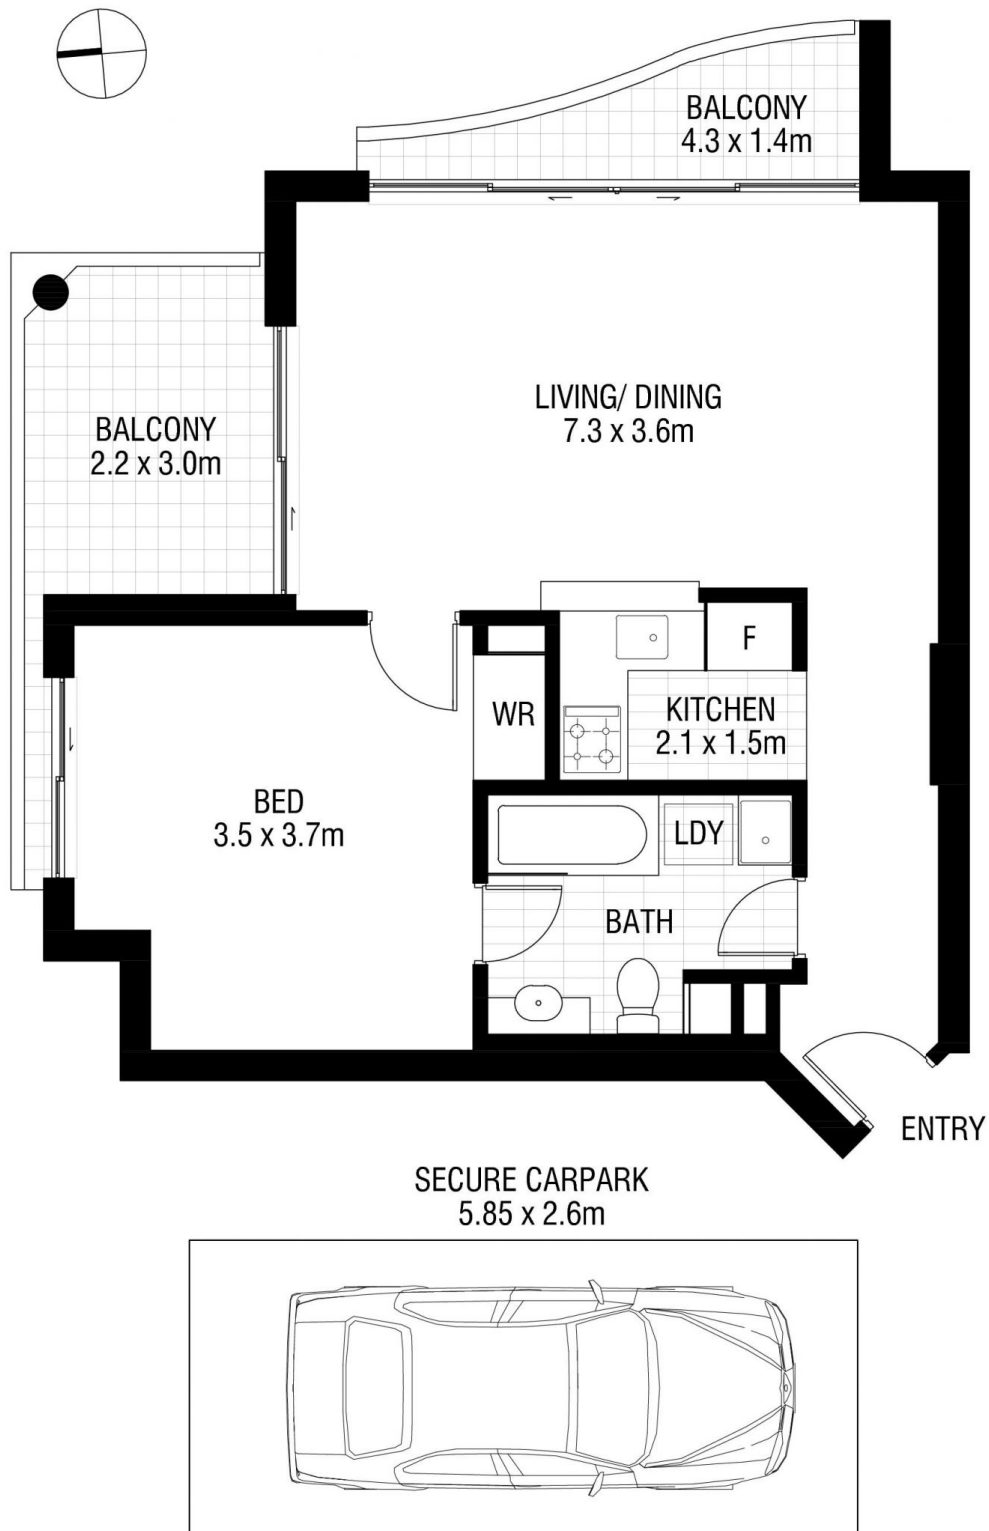 BALCONY
4.3 x 1.4m
LIVING/ DINING
7.3 x 3.6m
BALCONY
2.2 x 3.0m
F
WR
KITCHEN
2.1 x 1.5m
BED
3.5 x 3.7m
LDY
BATH
ENTRY
SECURE CARPARK
5.85 x 2.6m